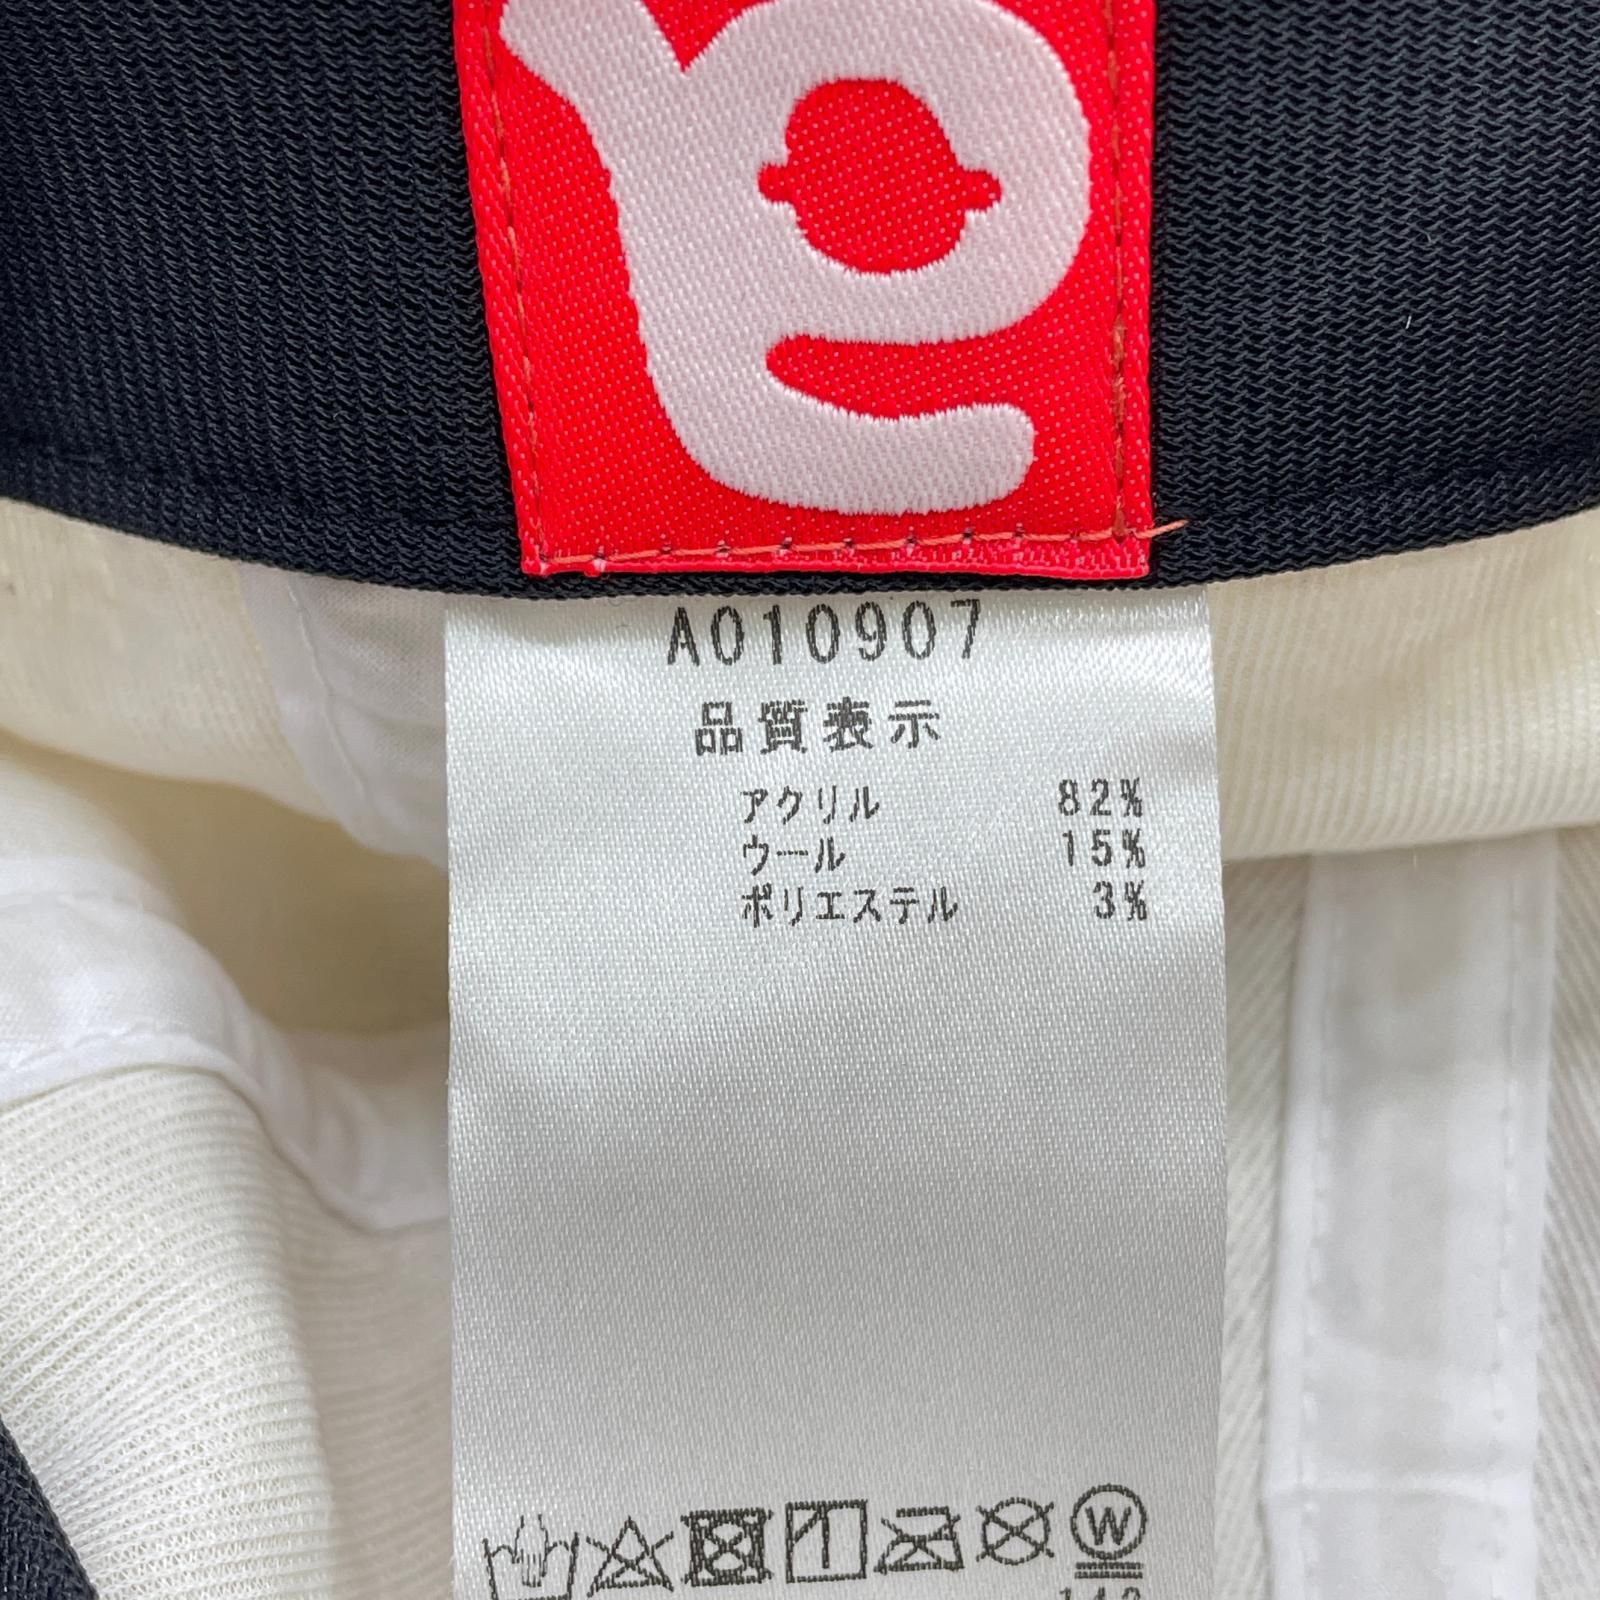 A010907
品質表示
アクリル 82%
ウール 15%
ポリエステル 3%
W